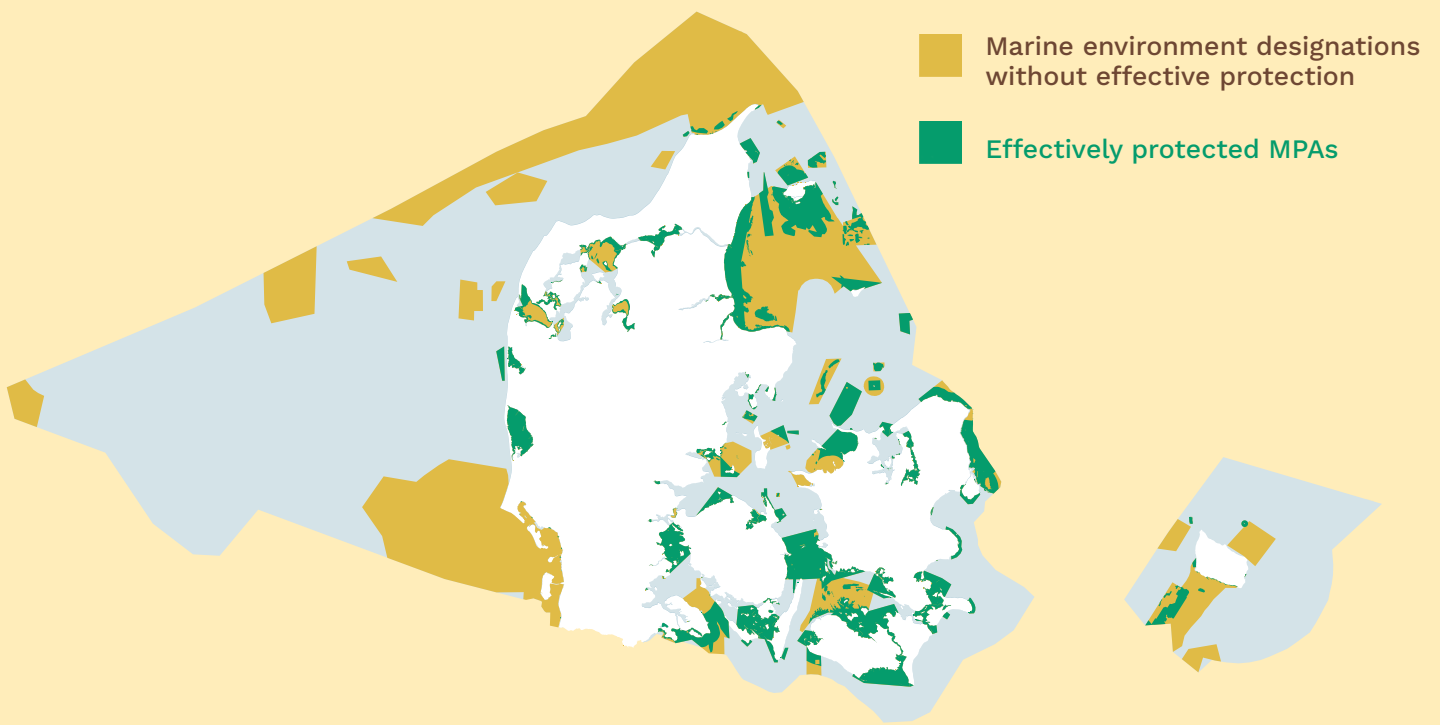 Marine environment designations
without effective protection
Effectively protected MPAs